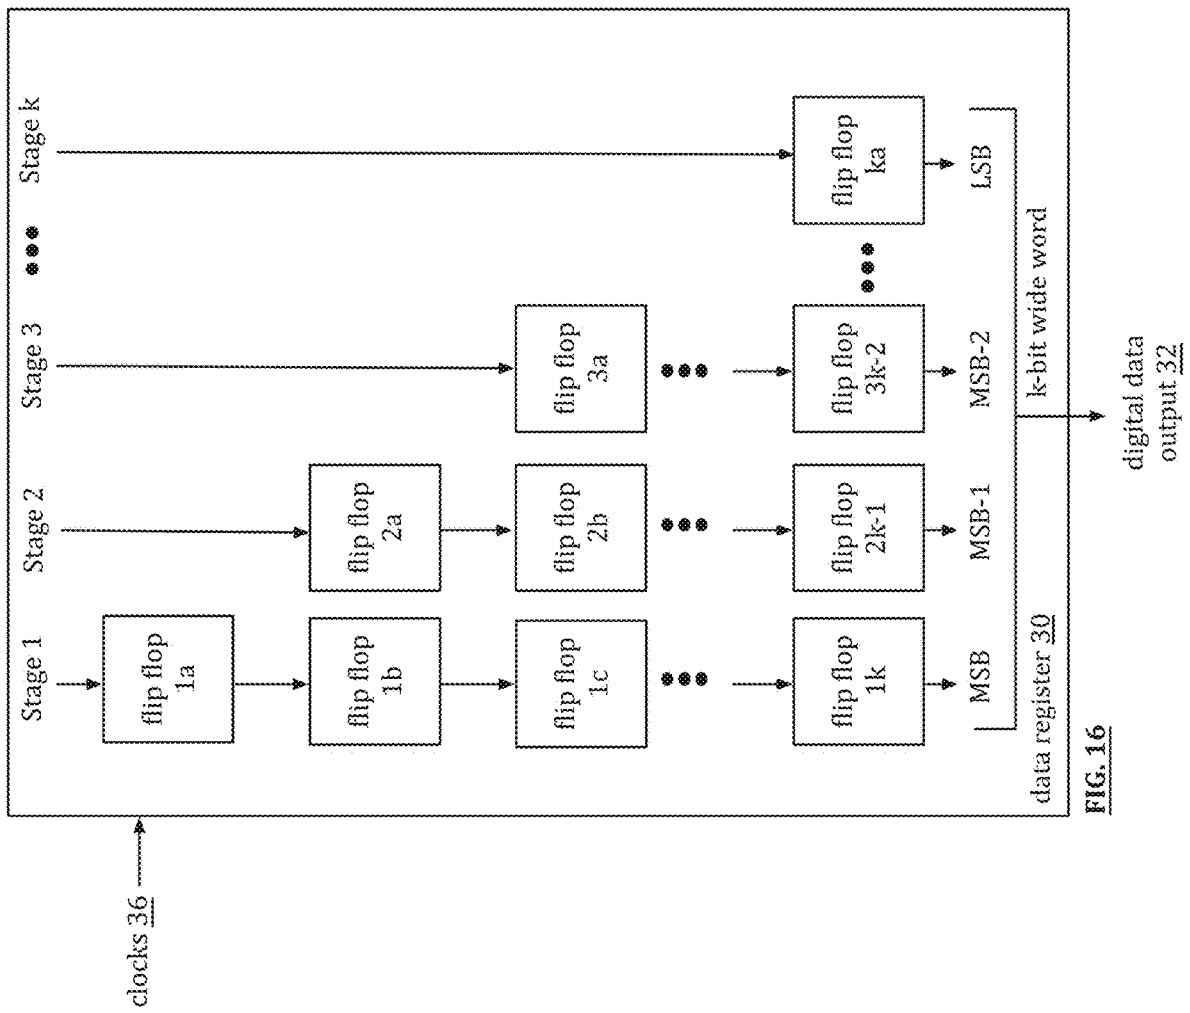 clocks 36
Stage 1
Stage 2
Stage 3
Stage k
flip flop
1a
flip flop
1b
flip flop
2a
flip flop
1c
flip flop
2b
flip flop
3a
flip flop
1k
flip flop
2k-1
flip flop
3k-2
flip flop
ka
MSB
MSB-1
MSB-2
LSB
data register 30
k-bit wide word
digital data
output 32
FIG. 16